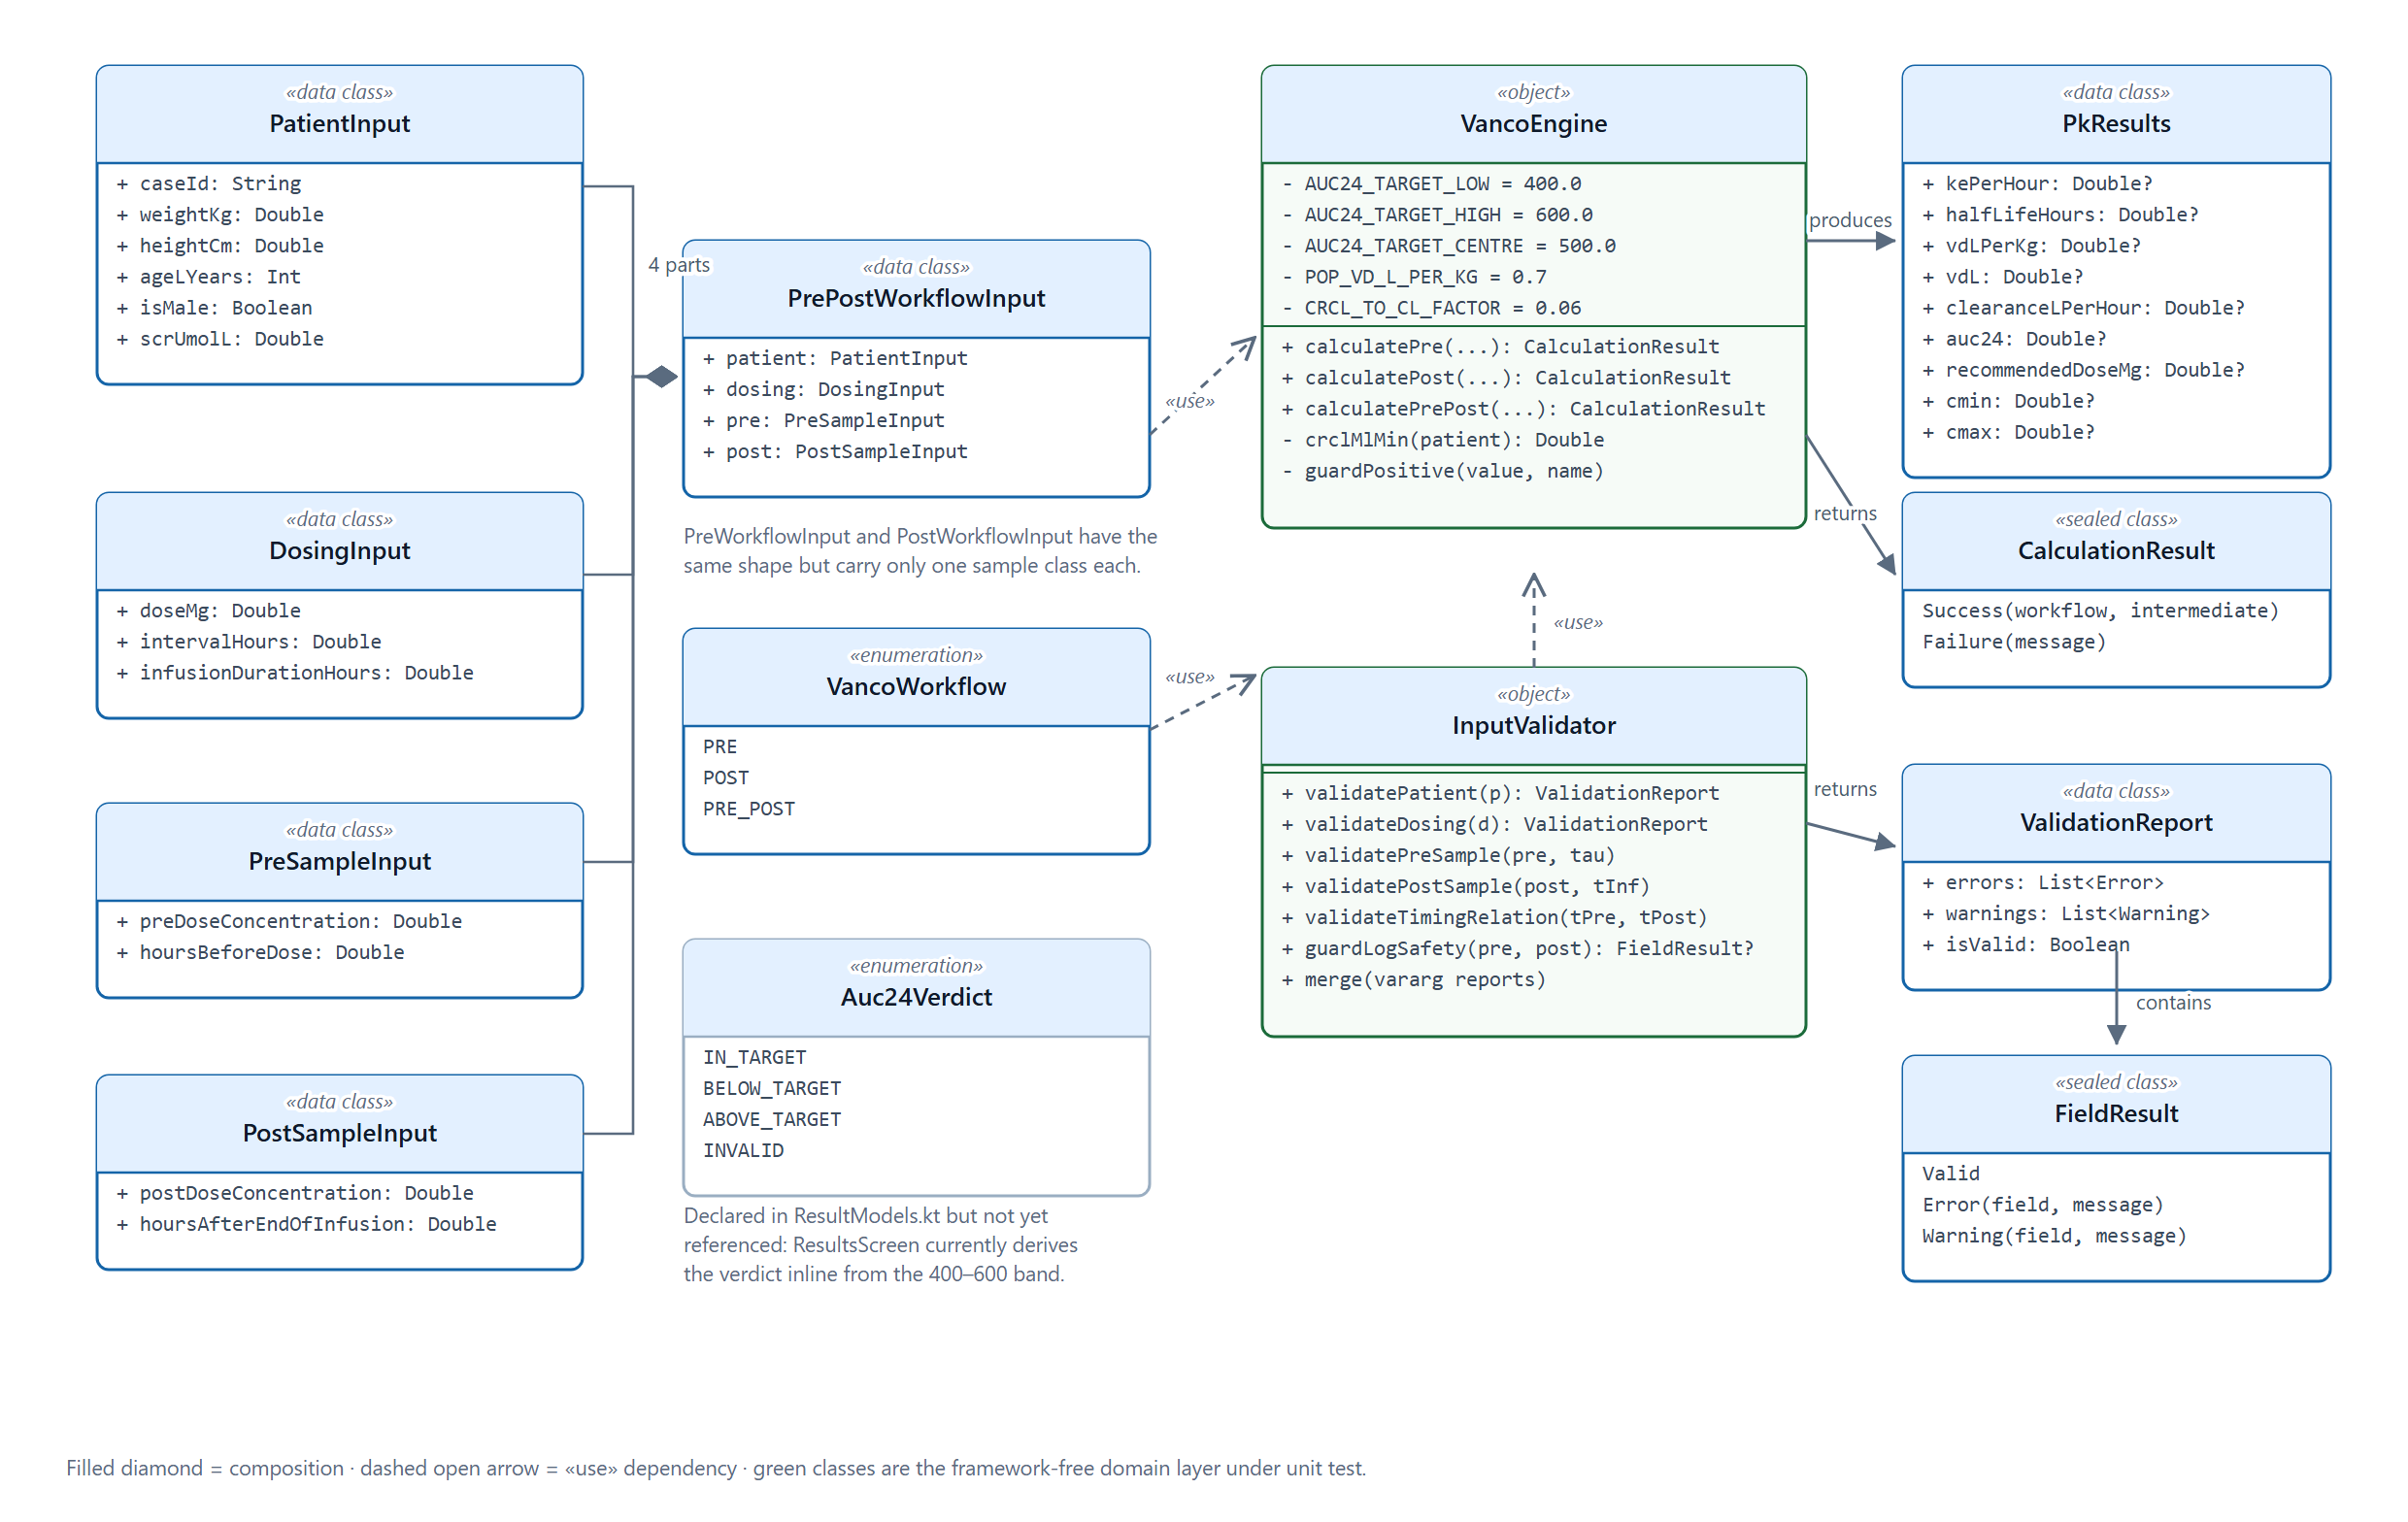 «data class»
PatientInput
+ caseId: String
+ weightKg: Double
+ heightCm: Double
+ ageLYears: Int
+ isMale: Boolean
+ scrUmolL: Double
«data class»
DosingInput
+ doseMg: Double
+ intervalHours: Double
+ infusionDurationHours: Double
«data class»
PreSampleInput
+ preDoseConcentration: Double
+ hoursBeforeDose: Double
«data class»
PostSampleInput
+ postDoseConcentration: Double
+ hoursAfterEndOfInfusion: Double
4 parts
«data class»
PrePostWorkflowInput
+ patient: PatientInput
+ dosing: DosingInput
+ pre: PreSampleInput
+ post: PostSampleInput
PreWorkflowInput and PostWorkflowInput have the
same shape but carry only one sample class each.
«enumeration»
VancoWorkflow
PRE
POST
PRE_POST
«enumeration»
Auc24Verdict
IN_TARGET
BELOW_TARGET
ABOVE_TARGET
INVALID
Declared in ResultModels.kt but not yet
referenced: ResultsScreen currently derives
the verdict inline from the 400–600 band.
«use»
«use»
«object»
VancoEngine
- AUC24_TARGET_LOW = 400.0
- AUC24_TARGET_HIGH = 600.0
- AUC24_TARGET_CENTRE = 500.0
- POP_VD_L_PER_KG = 0.7
- CRCL_TO_CL_FACTOR = 0.06
+ calculatePre(...): CalculationResult
+ calculatePost(...): CalculationResult
+ calculatePrePost(...): CalculationResult
- crclMlMin(patient): Double
- guardPositive(value, name)
«use»
«object»
InputValidator
+ validatePatient(p): ValidationReport
+ validateDosing(d): ValidationReport
+ validatePreSample(pre, tau)
+ validatePostSample(post, tInf)
+ validateTimingRelation(tPre, tPost)
+ guardLogSafety(pre, post): FieldResult?
+ merge(vararg reports)
produces
returns
returns
«data class»
PkResults
+ kePerHour: Double?
+ halfLifeHours: Double?
+ vdLPerKg: Double?
+ vdL: Double?
+ clearanceLPerHour: Double?
+ auc24: Double?
+ recommendedDoseMg: Double?
+ cmin: Double?
+ cmax: Double?
«sealed class»
CalculationResult
Success(workflow, intermediate)
Failure(message)
«data class»
ValidationReport
+ errors: List<Error>
+ warnings: List<Warning>
+ isValid: Boolean
contains
«sealed class»
FieldResult
Valid
Error(field, message)
Warning(field, message)
Filled diamond = composition · dashed open arrow = «use» dependency · green classes are the framework-free domain layer under unit test.